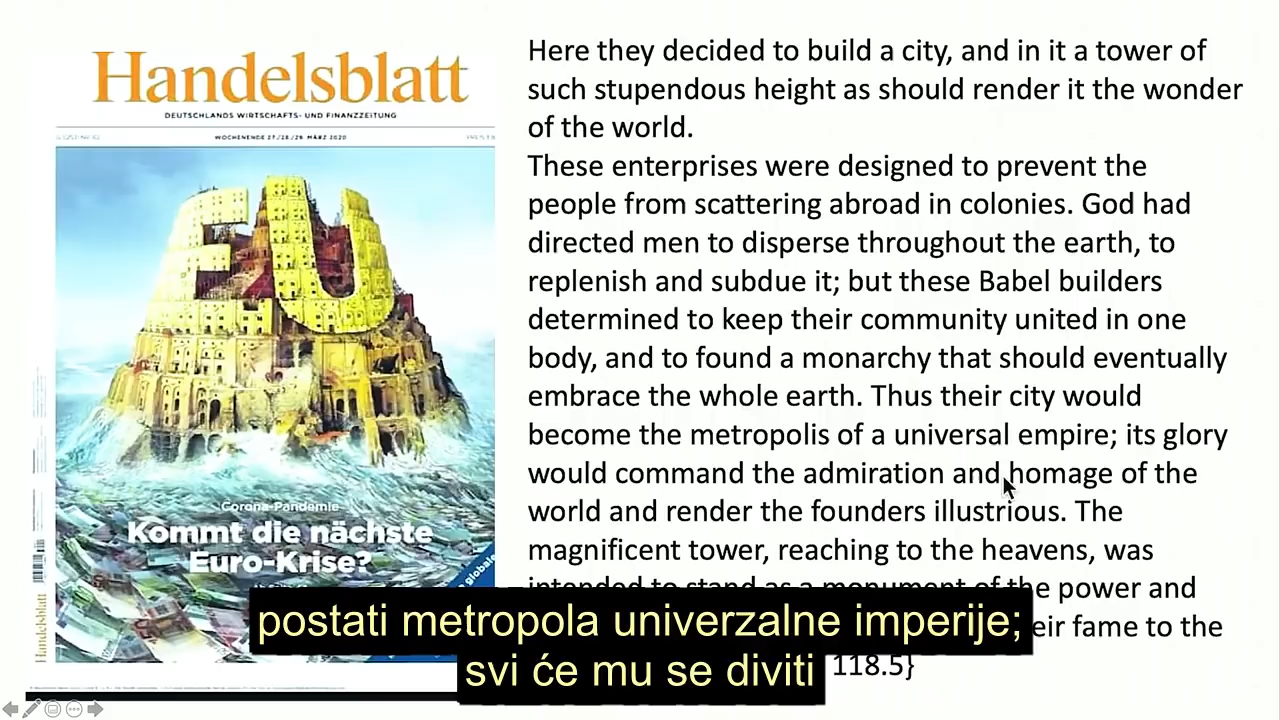 Handelsblatt
DEUTSCHLANDS WIRTSCHAFTS- UND FINANZZEITUNG
WOCHENENDE 27./28./29. MÄRZ 2020
EU
Corona-Pandemie
Kommt die nächste
Euro-Krise?
Handelsblatt
Here they decided to build a city, and in it a tower of
such stupendous height as should render it the wonder
of the world.
These enterprises were designed to prevent the
people from scattering abroad in colonies. God had
directed men to disperse throughout the earth, to
replenish and subdue it; but these Babel builders
determined to keep their community united in one
body, and to found a monarchy that should eventually
embrace the whole earth. Thus their city would
become the metropolis of a universal empire; its glory
would command the admiration and homage of the
world and render the founders illustrious. The
magnificent tower, reaching to the heavens, was
intended to stand as a monument of the power and
fame to the
118.5}
postati metropola univerzalne imperije;
svi će mu se diviti